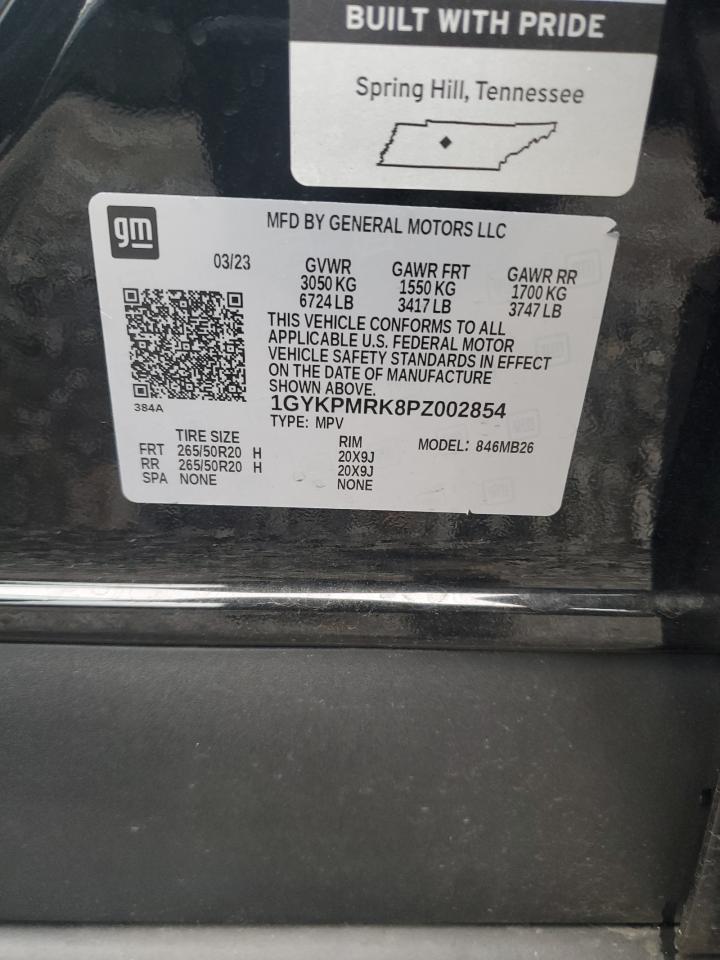 BUILT WITH PRIDE
Spring Hill, Tennessee
gm
MFD BY GENERAL MOTORS LLC
03/23
GVWR GAWR FRT GAWR RR
3050 KG 1550 KG 1700 KG
6724 LB 3417 LB 3747 LB
THIS VEHICLE CONFORMS TO ALL
APPLICABLE U.S. FEDERAL MOTOR
VEHICLE SAFETY STANDARDS IN EFFECT
ON THE DATE OF MANUFACTURE
SHOWN ABOVE.
384A
1GYKPMRK8PZ002854
TYPE: MPV
TIRE SIZE RIM MODEL: 846MB26
FRT 265/50R20 H 20X9J
RR 265/50R20 H 20X9J
SPA NONE NONE